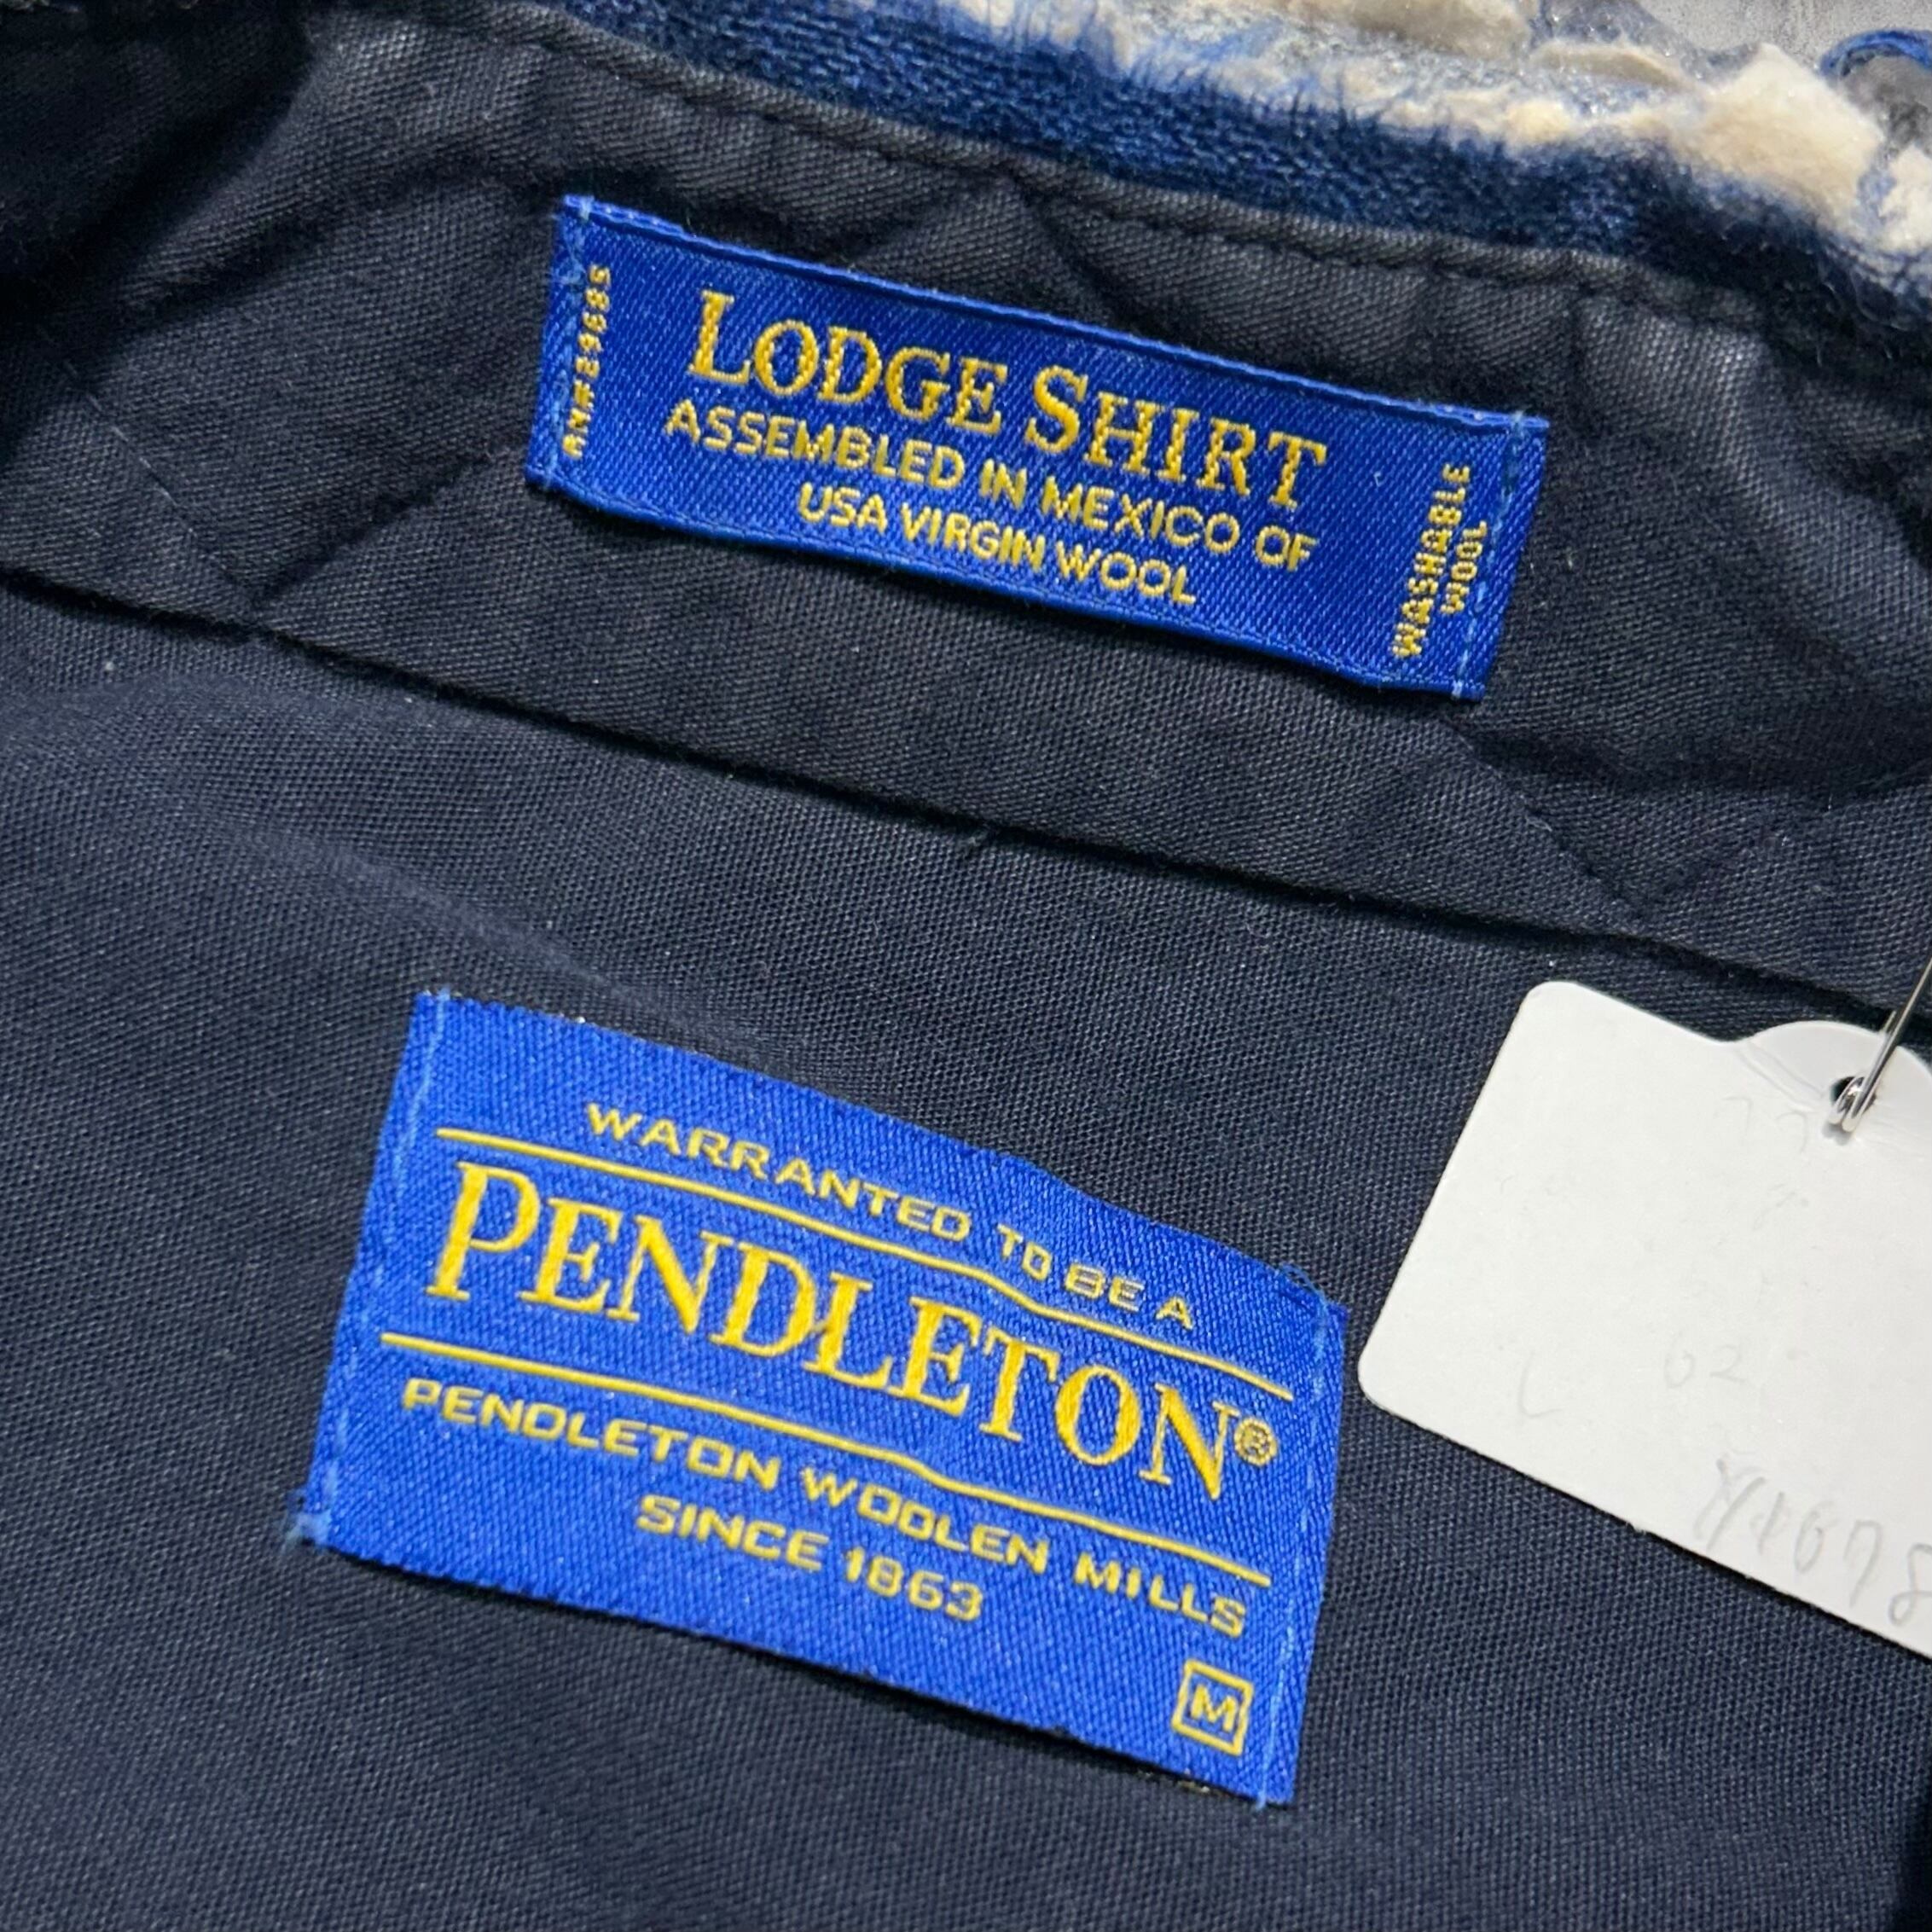 RN#29685
LODGE SHIRT
ASSEMBLED IN MEXICO OF
USA VIRGIN WOOL
WASHABLE
WOOL
WARRANTED TO BE A
PENDLETON®
PENDLETON WOOLEN MILLS
SINCE 1863
M
62